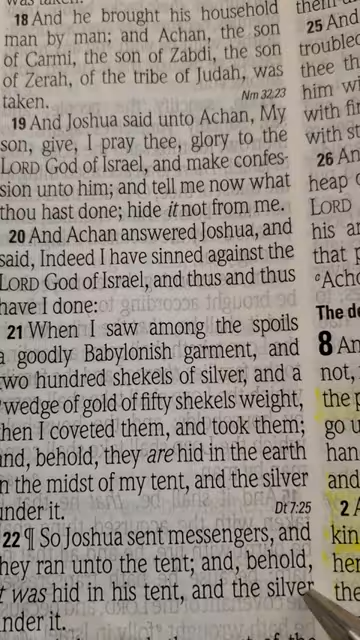 was taken:
18 And he brought his household
man by man; and Achan, the son
of Carmi, the son of Zabdi, the son
of Zerah, of the tribe of Judah, was
taken. Nm 32,23
19 And Joshua said unto Achan, My
son, give, I pray thee, glory to the
LORD God of Israel, and make confes-
sion unto him; and tell me now what
thou hast done; hide it not from me.
20 And Achan answered Joshua, and
said, Indeed I have sinned against the
LORD God of Israel, and thus and thus
have I done:
21 When I saw among the spoils
a goodly Babylonish garment, and
two hundred shekels of silver, and a
wedge of gold of fifty shekels weight,
then I coveted them, and took them;
and, behold, they are hid in the earth
in the midst of my tent, and the silver
under it. Dt 7:25
22 ¶ So Joshua sent messengers, and
they ran unto the tent; and, behold,
it was hid in his tent, and the silver
under it.
25 And
troubled
thee th
him wi
with fi
with st
26 An
heap o
LORD
his an
that p
The de
8 An
not,
the p
go u
han
and
2
kin
her
the